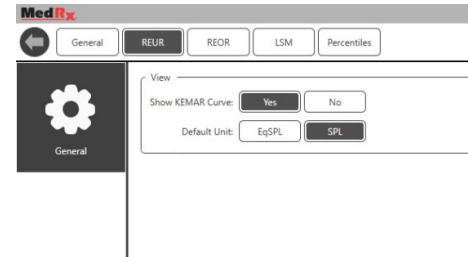 MedRx
General REUR REOR LSM Percentiles
View
Show KEMAR Curve: Yes No
Default Unit: EqSPL SPL
General